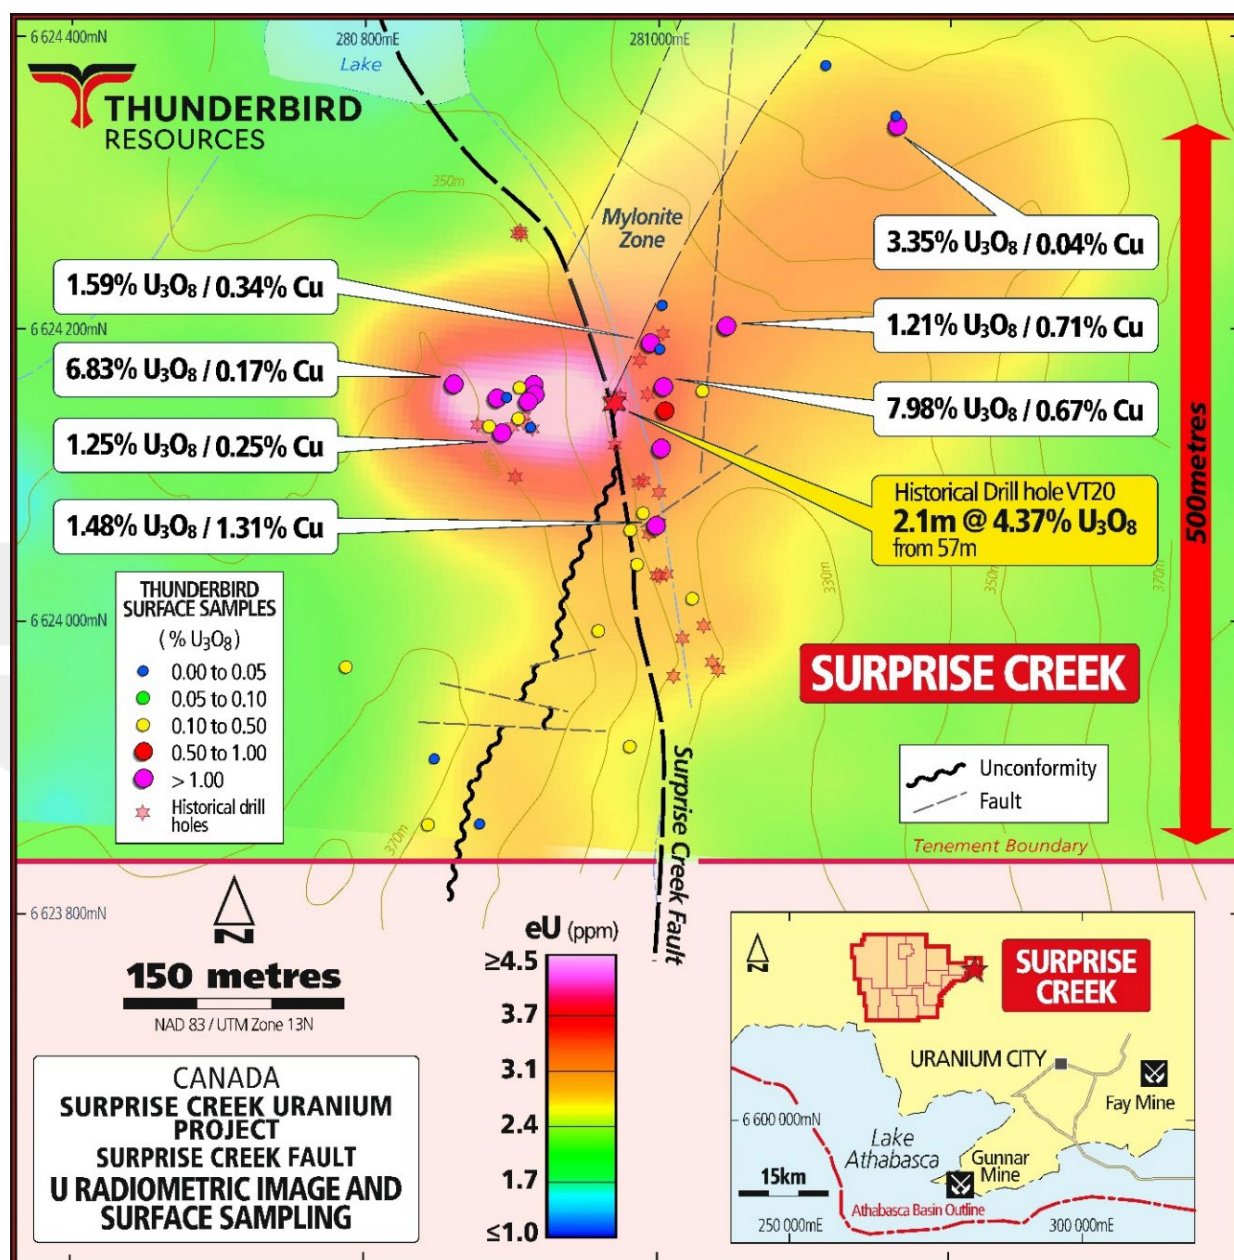 6 624 400mN
280 800mE
281 000mE
Lake
THUNDERBIRD
RESOURCES
350m
Mylonite
Zone
3.35% U₃O₈ / 0.04% Cu
1.59% U₃O₈ / 0.34% Cu
6 624 200mN
1.21% U₃O₈ / 0.71% Cu
6.83% U₃O₈ / 0.17% Cu
7.98% U₃O₈ / 0.67% Cu
1.25% U₃O₈ / 0.25% Cu
350m
Historical Drill hole VT20
2.1m @ 4.37% U₃O₈
from 57m
500metres
1.48% U₃O₈ / 1.31% Cu
330m
350m
370m
THUNDERBIRD
SURFACE SAMPLES
( % U₃O₈)
0.00 to 0.05
0.05 to 0.10
0.10 to 0.50
0.50 to 1.00
> 1.00
Historical drill
holes
6 624 000mN
SURPRISE CREEK
Unconformity
Fault
Surprise Creek Fault
370m
Tenement Boundary
6 623 800mN
N
150 metres
NAD 83 / UTM Zone 13N
CANADA
SURPRISE CREEK URANIUM
PROJECT
SURPRISE CREEK FAULT
U RADIOMETRIC IMAGE AND
SURFACE SAMPLING
eU (ppm)
≥4.5
3.7
3.1
2.4
1.7
≤1.0
N
SURPRISE
CREEK
URANIUM CITY
Fay Mine
6 600 000mN
Lake
Athabasca
Gunnar
Mine
15km
Athabasca Basin Outline
250 000mE
300 000mE